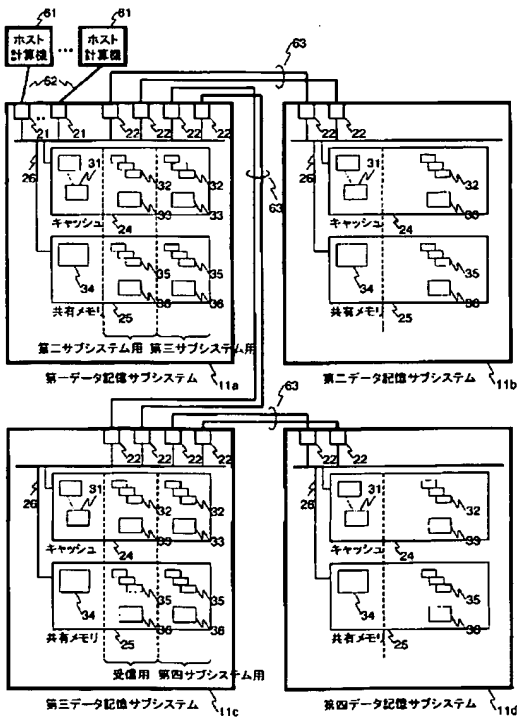 61 61
ホスト
計算機
…
ホスト
計算機
62
63
21 ‥ 21 22 22 22 22
22 22
26 31 32 32
33 33
キャッシュ 24
34 35 35
36 36
共有メモリ 25
第二サブシステム用 第三サブシステム用
第一データ記憶サブシステム 11a
63
26 31 32
33
キャッシュ 24
34 35
36
共有メモリ 25
第二データ記憶サブシステム 11b
63
22 22 22 22
22 22
26 31 32 32
33 33
キャッシュ 24
34 35 35
36 36
共有メモリ 25
受信用 第四サブシステム用
第三データ記憶サブシステム 11c
26 31 32
33
キャッシュ 24
34 35
36
共有メモリ 25
第四データ記憶サブシステム 11d